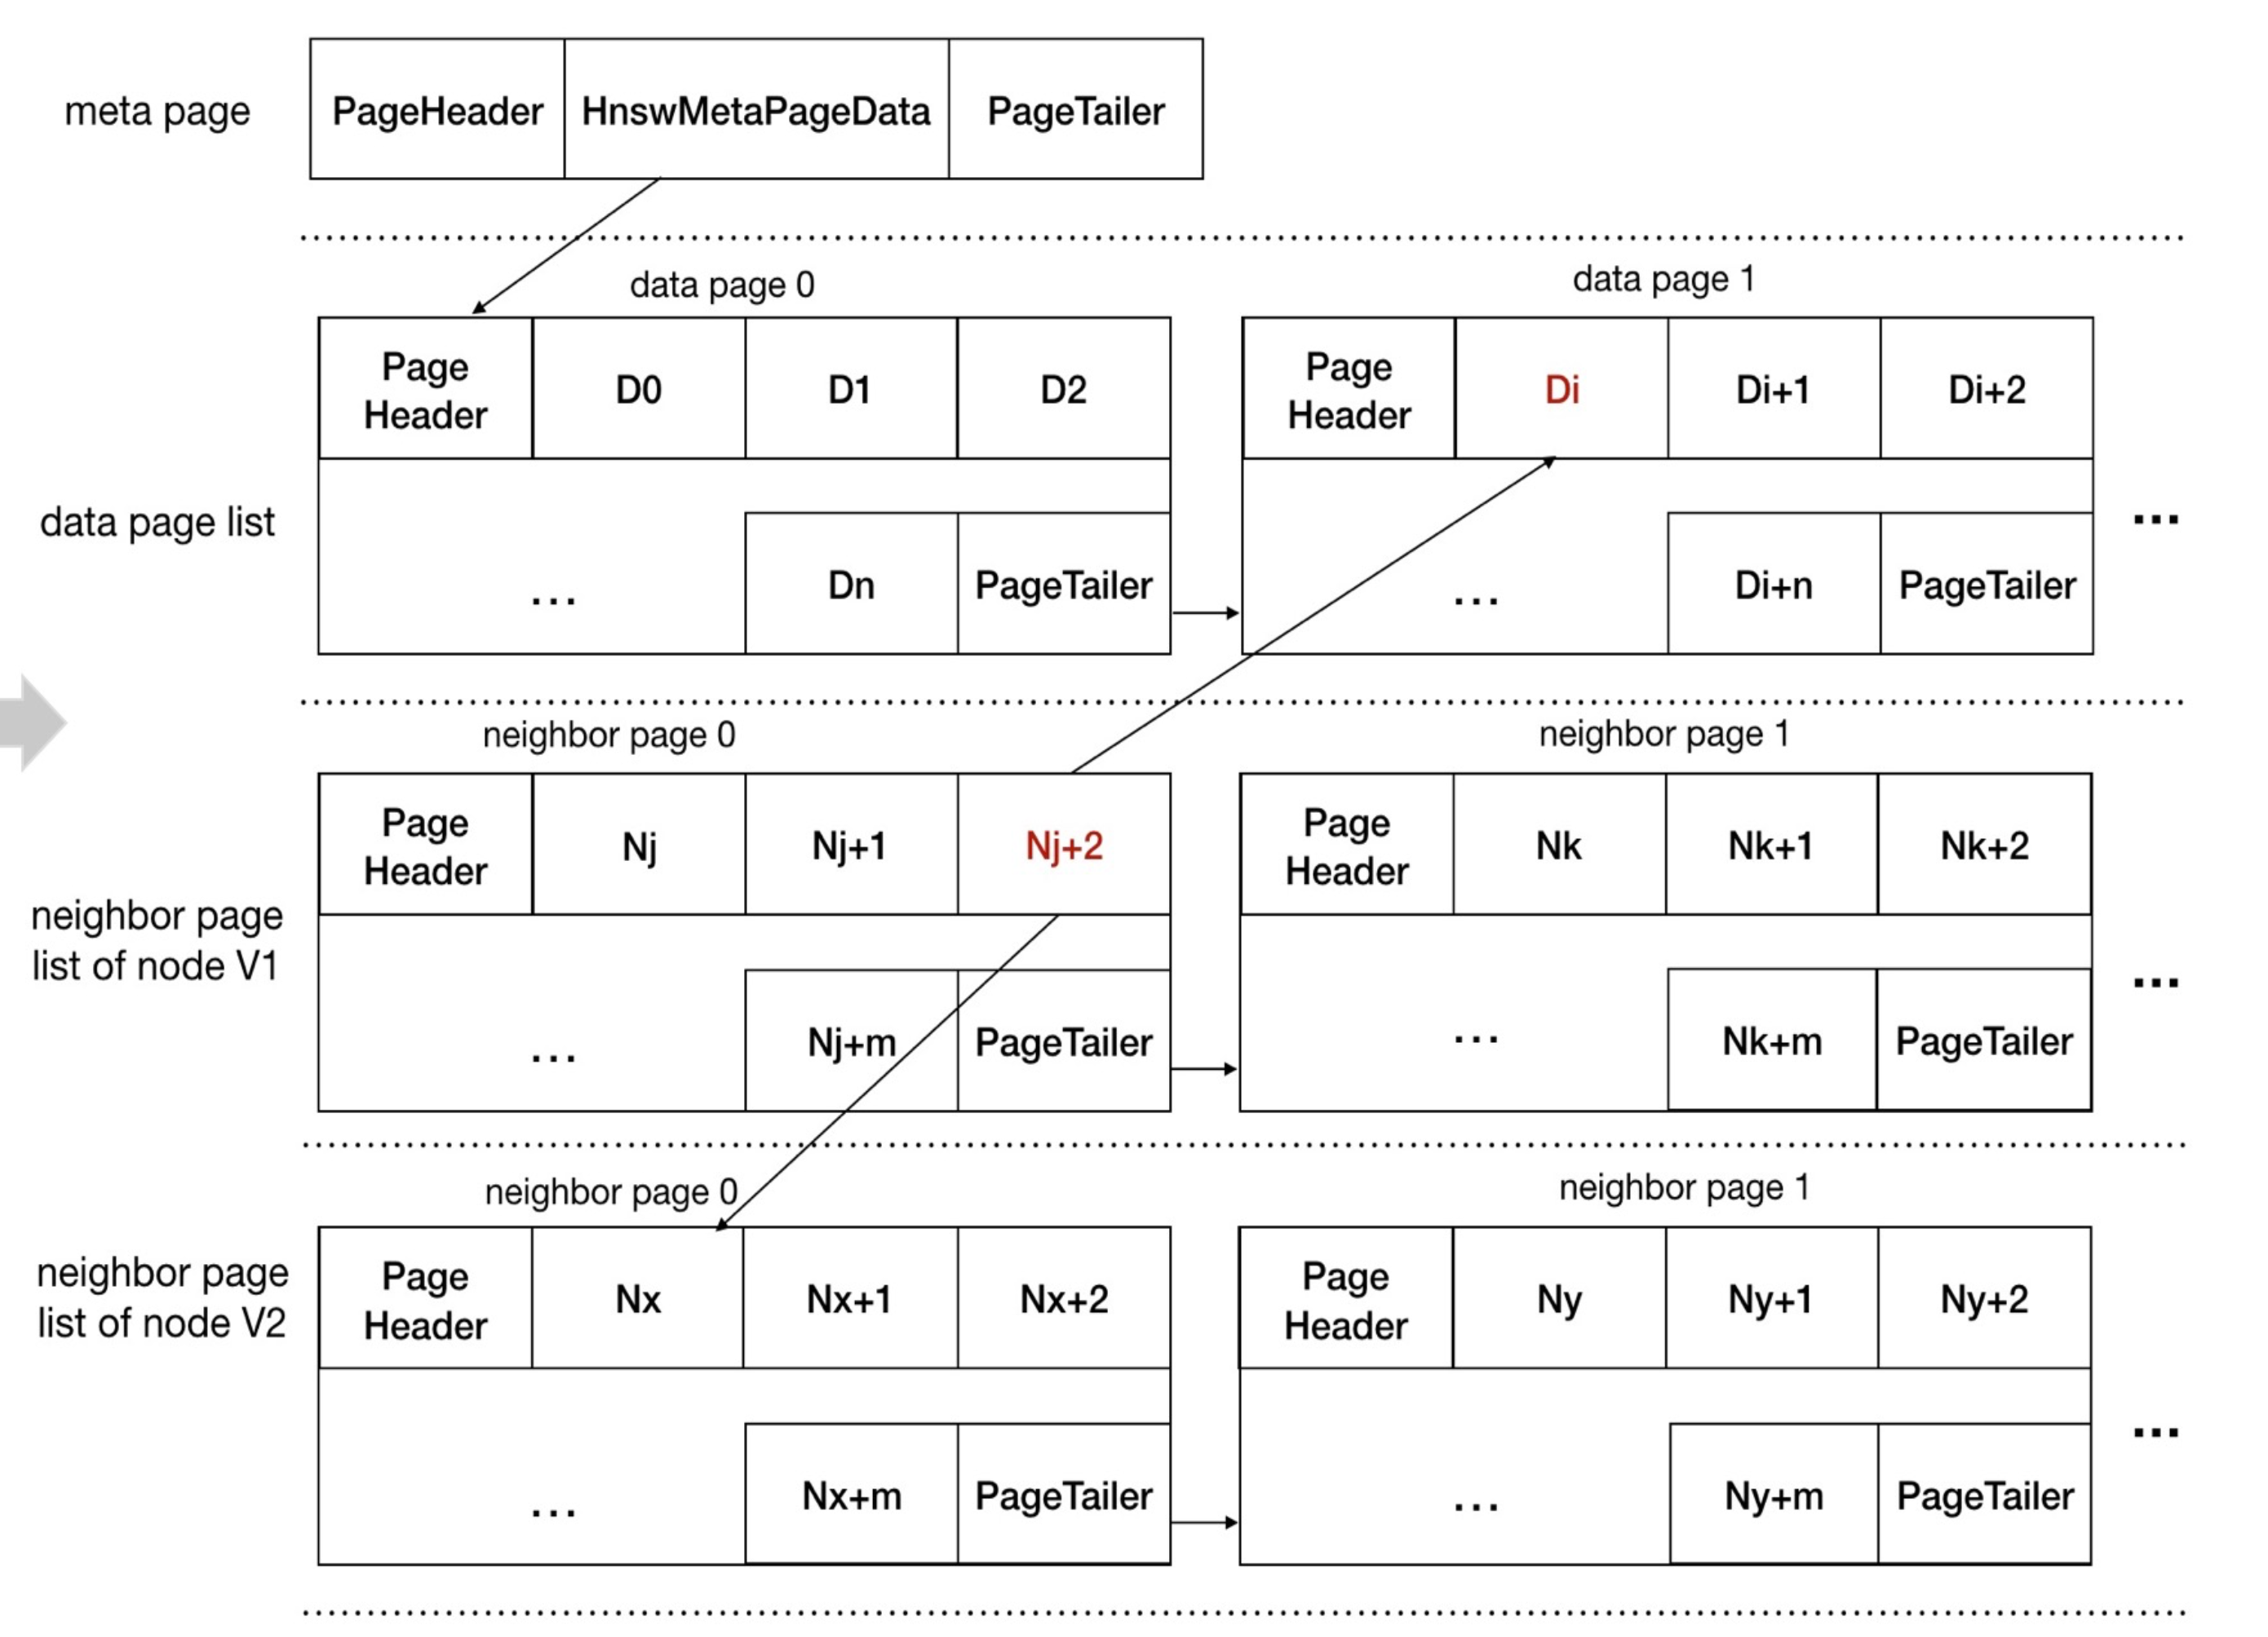 meta page
PageHeader
HnswMetaPageData
PageTailer
data page 0
data page 1
data page list
Page
Header
D0
D1
D2
...
Dn
PageTailer
Page
Header
Di
Di+1
Di+2
...
Di+n
PageTailer
...
neighbor page 0
neighbor page 1
neighbor page
list of node V1
Page
Header
Nj
Nj+1
Nj+2
...
Nj+m
PageTailer
Page
Header
Nk
Nk+1
Nk+2
...
Nk+m
PageTailer
...
neighbor page 0
neighbor page 1
neighbor page
list of node V2
Page
Header
Nx
Nx+1
Nx+2
...
Nx+m
PageTailer
Page
Header
Ny
Ny+1
Ny+2
...
Ny+m
PageTailer
...